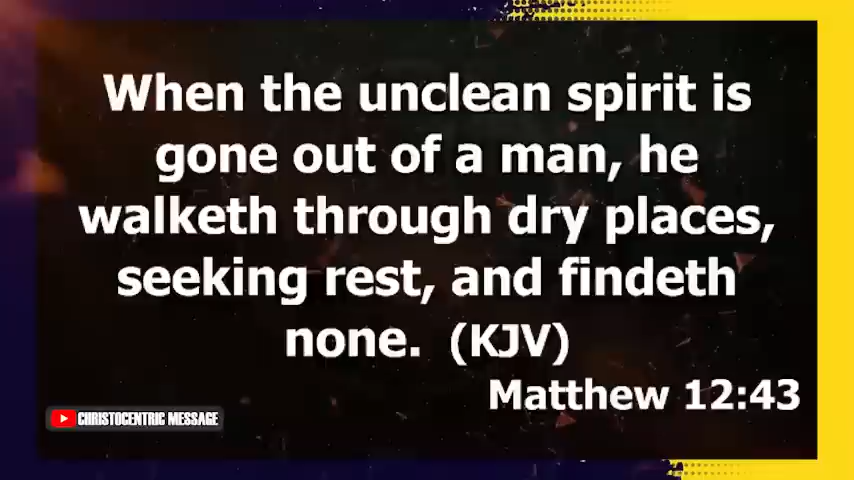 When the unclean spirit is
gone out of a man, he
walketh through dry places,
seeking rest, and findeth
none. (KJV)
Matthew 12:43
CHRISTOCENTRIC MESSAGE